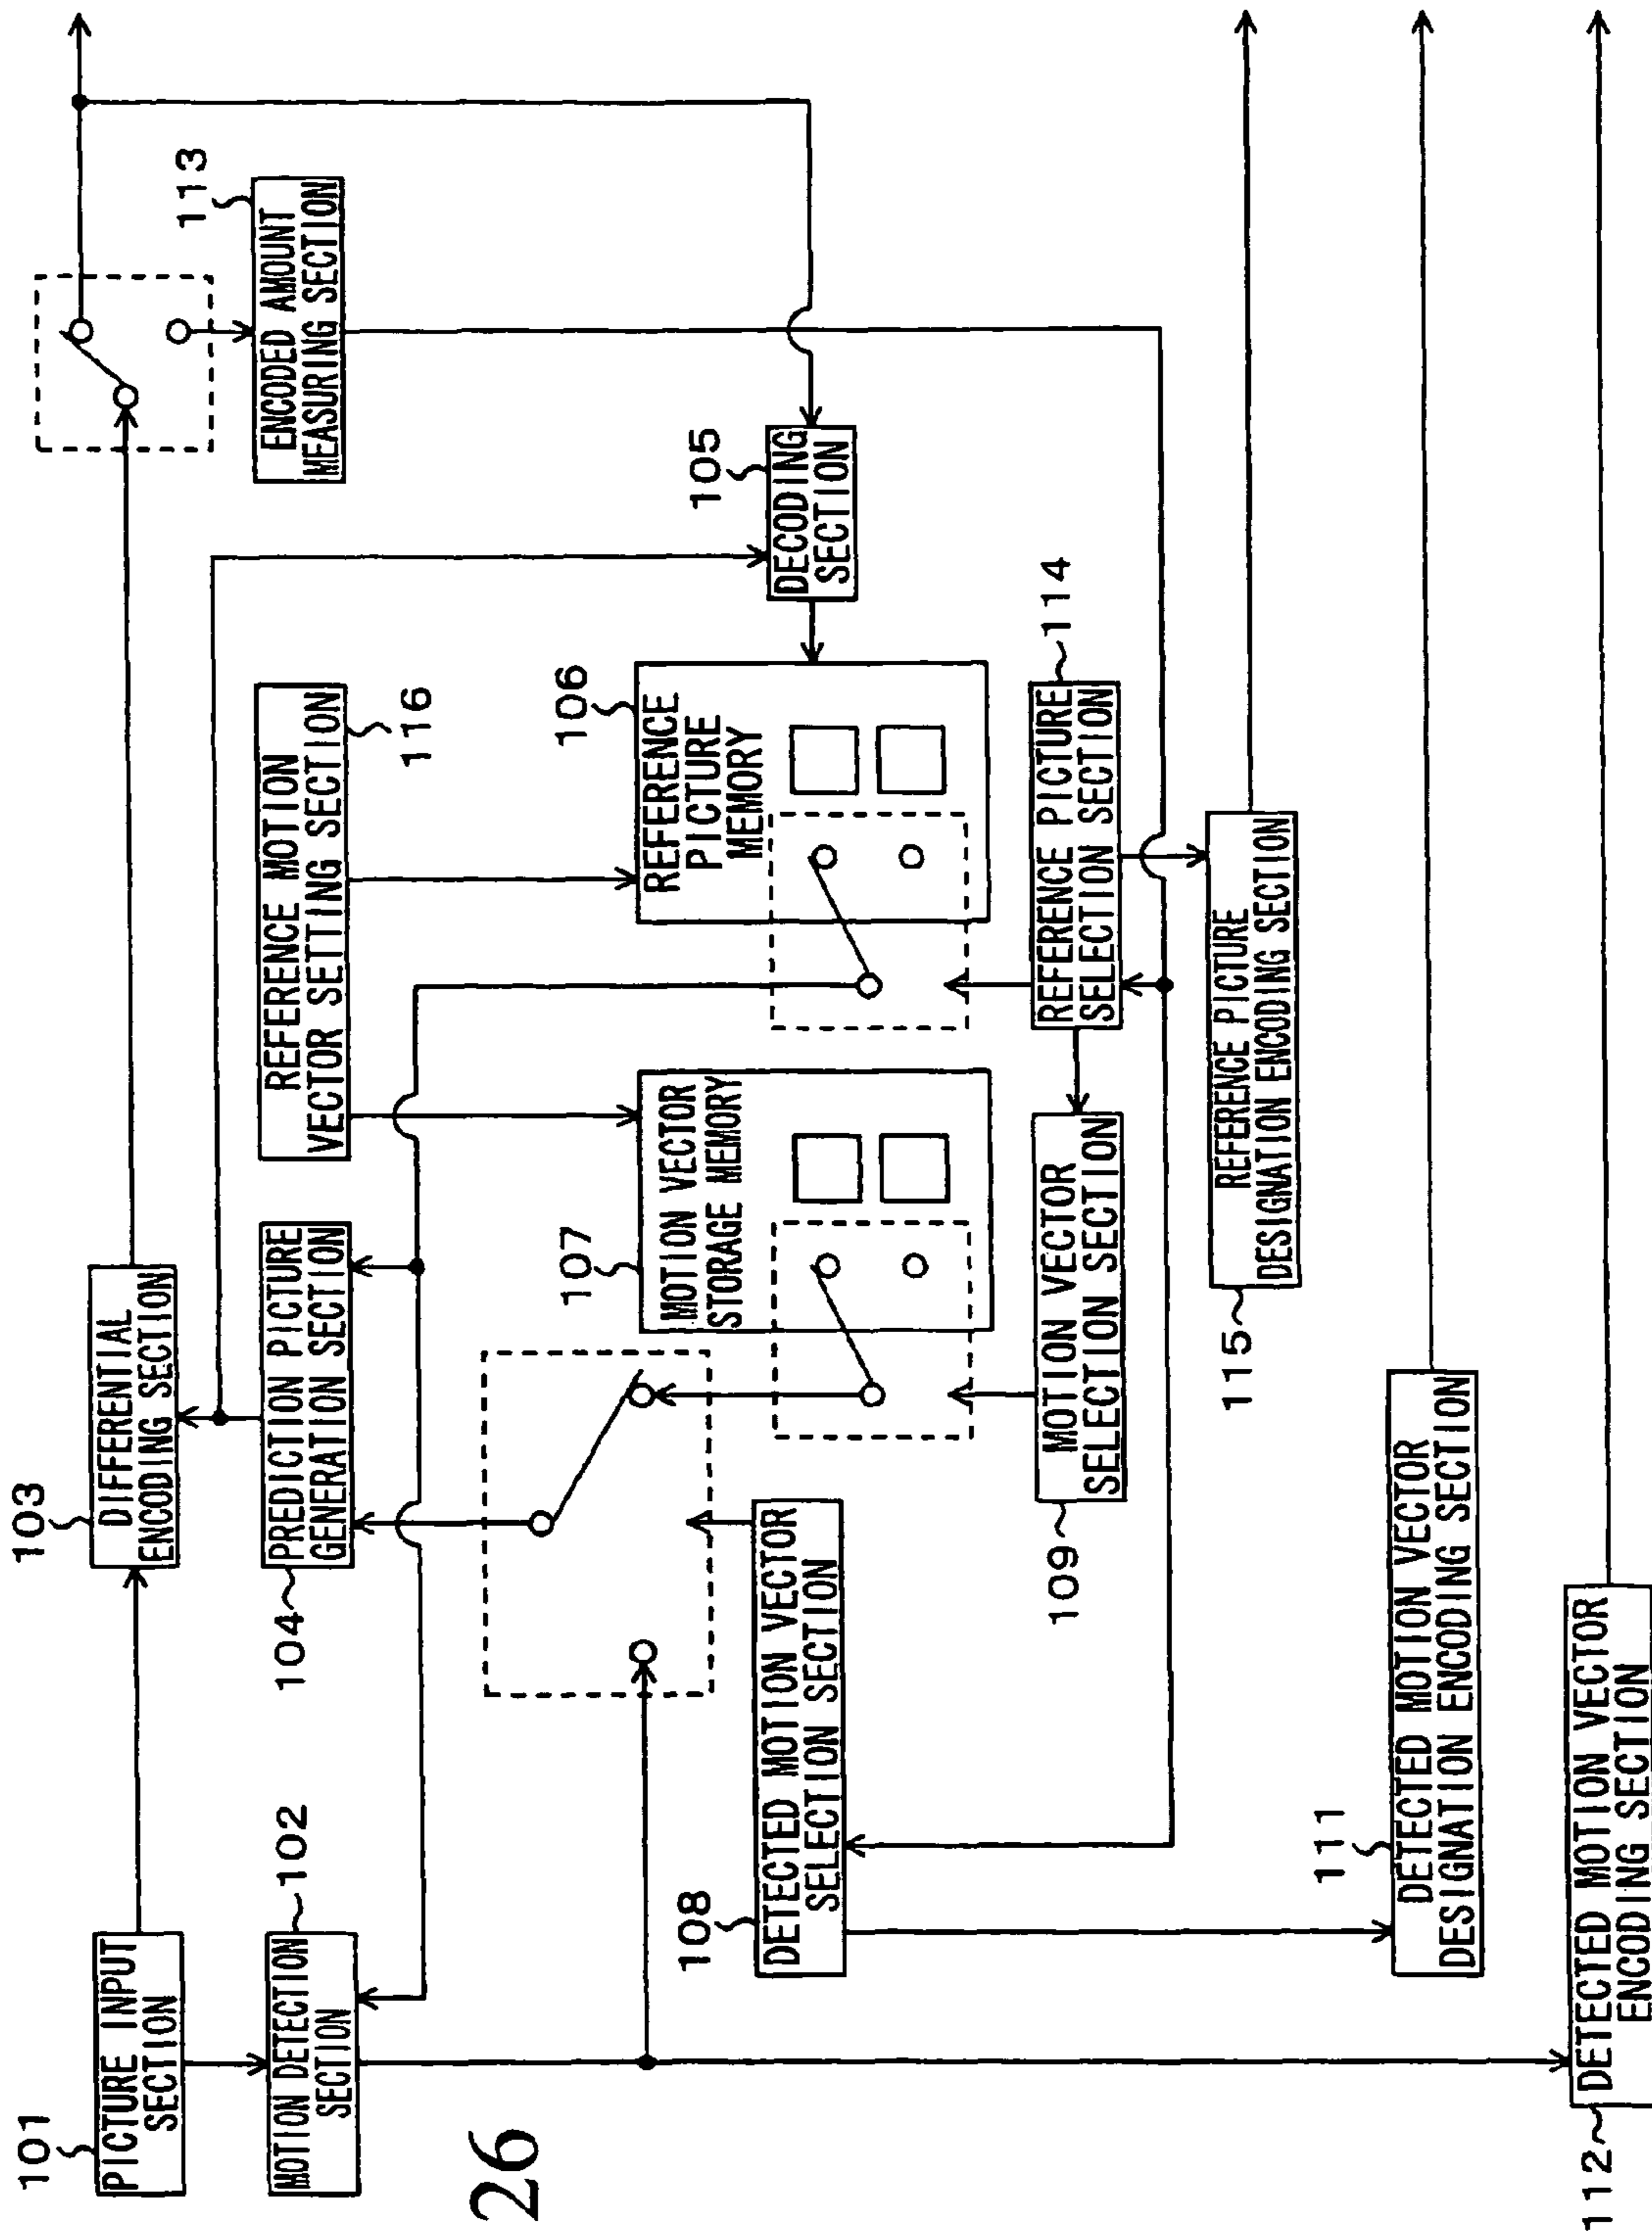 101
PICTURE INPUT
SECTION
MOTION DETECTION
SECTION
102
103
DIFFERENTIAL
ENCODING SECTION
104
PREDICTION PICTURE
GENERATION SECTION
REFERENCE MOTION
VECTOR SETTING SECTION
116
113
ENCODED AMOUNT
MEASURING SECTION
105
DECODING
SECTION
106
REFERENCE
PICTURE
MEMORY
107
MOTION VECTOR
STORAGE MEMORY
108
DETECTED MOTION VECTOR
SELECTION SECTION
109
MOTION VECTOR
SELECTION SECTION
114
REFERENCE PICTURE
SELECTION SECTION
115
REFERENCE PICTURE
DESIGNATION ENCODING SECTION
111
DETECTED MOTION VECTOR
DESIGNATION ENCODING SECTION
112
DETECTED MOTION VECTOR
ENCODING SECTION
26